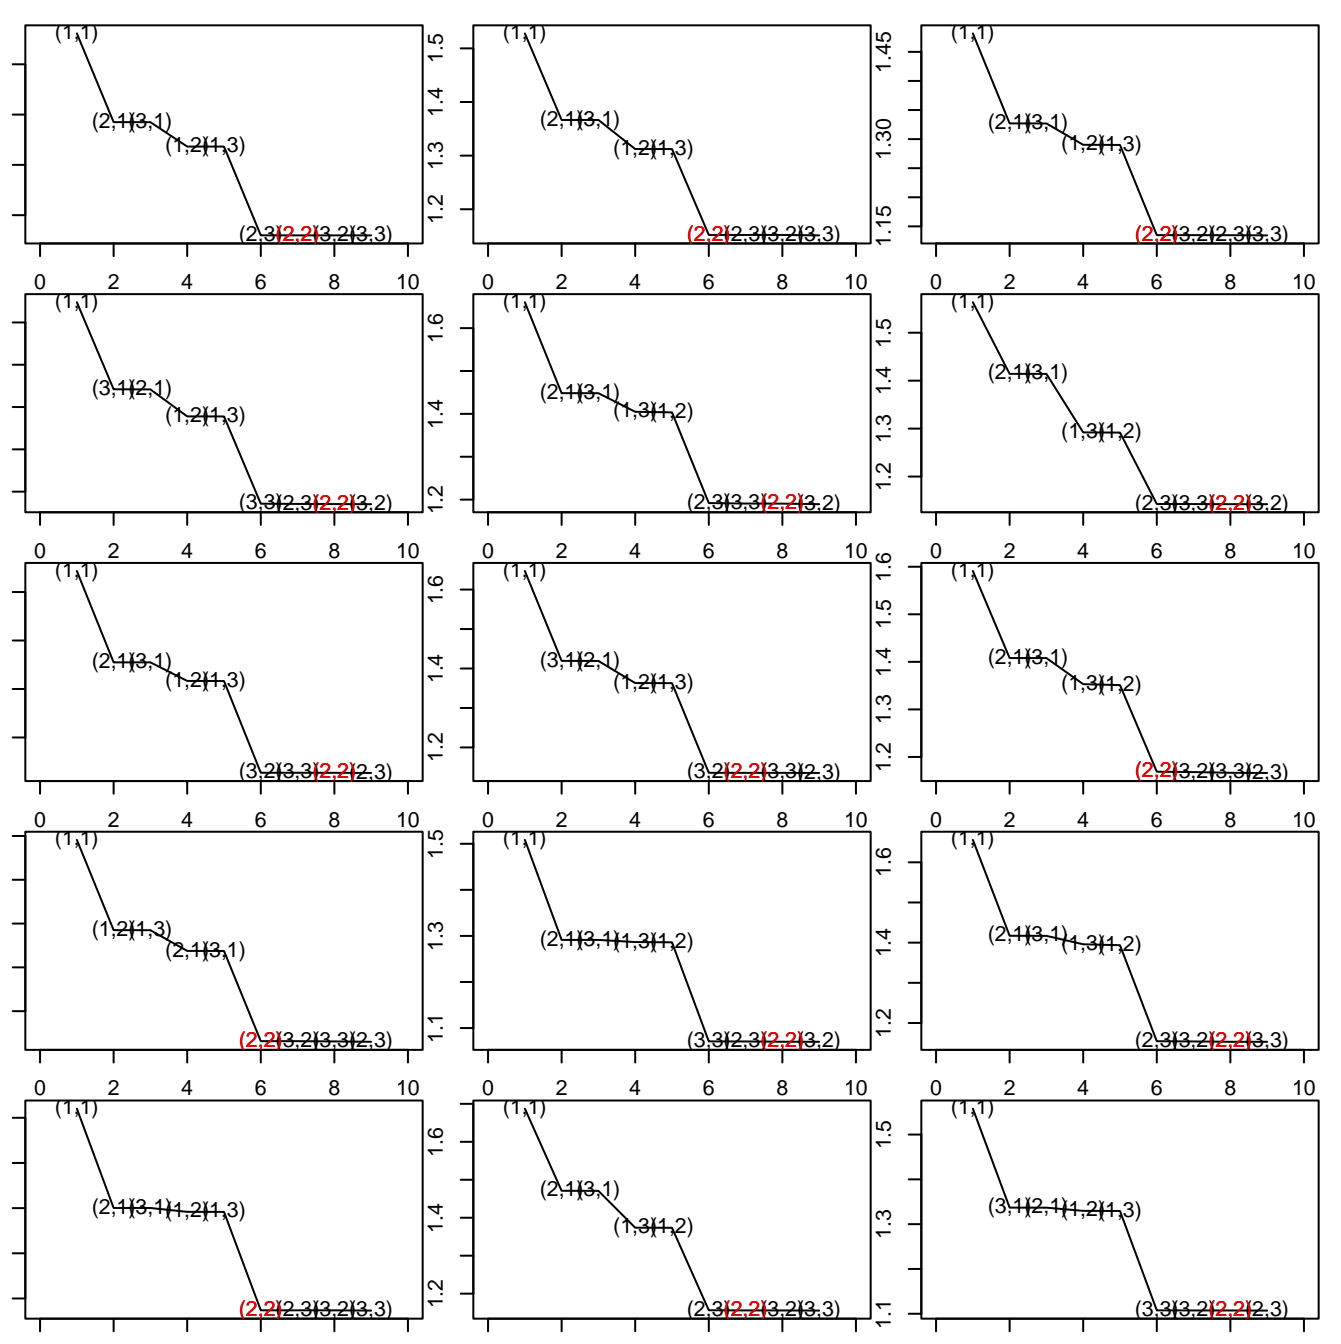 (1,1) (1,1) (1,1)
1.5 1.45
(2,1) (3,1) 1.4 (2,1) (3,1) (2,1) (3,1)
(1,2) (1,3) 1.3 (1,2) (1,3) 1.30 (1,2) (1,3)
1.2 1.15
(2,3) (2,2) (3,2) (3,3) (2,2) (2,3) (3,2) (3,3) (2,2) (3,2) (2,3) (3,3)
0 2 4 6 8 10 0 2 4 6 8 10 0 2 4 6 8 10
(1,1) (1,1) (1,1)
1.6 1.5
(3,1) (2,1) (2,1) (3,1) 1.4 (2,1) (3,1)
(1,2) (1,3) 1.4 (1,3) (1,2) 1.3 (1,3) (1,2)
1.2 1.2
(3,3) (2,3) (2,2) (3,2) (2,3) (3,3) (2,2) (3,2) (2,3) (3,3) (2,2) (3,2)
0 2 4 6 8 10 0 2 4 6 8 10 0 2 4 6 8 10
(1,1) (1,1) 1.6 (1,1)
1.6 1.5
(2,1) (3,1) 1.4 (3,1) (2,1) 1.4 (2,1) (3,1)
(1,2) (1,3) (1,2) (1,3) 1.3 (1,3) (1,2)
1.2 1.2
(3,2) (3,3) (2,2) (2,3) (3,2) (2,2) (3,3) (2,3) (2,2) (3,2) (3,3) (2,3)
0 2 4 6 8 10 0 2 4 6 8 10 0 2 4 6 8 10
(1,1) 1.5 (1,1) (1,1)
1.6
(1,2) (1,3) 1.3 (2,1) (3,1) (1,3) (1,2) 1.4 (2,1) (3,1) (1,3) (1,2)
(2,1) (3,1)
1.1 1.2
(2,2) (3,2) (3,3) (2,3) (3,3) (2,3) (2,2) (3,2) (2,3) (3,2) (2,2) (3,3)
0 2 4 6 8 10 0 2 4 6 8 10 0 2 4 6 8 10
(1,1) (1,1) (1,1)
1.6 1.5
(2,1) (3,1) (1,2) (1,3) (2,1) (3,1) (3,1) (2,1) (1,2) (1,3)
1.4 (1,3) (1,2) 1.3
1.2 1.1
(2,2) (2,3) (3,2) (3,3) (2,3) (2,2) (3,2) (3,3) (3,3) (3,2) (2,2) (2,3)